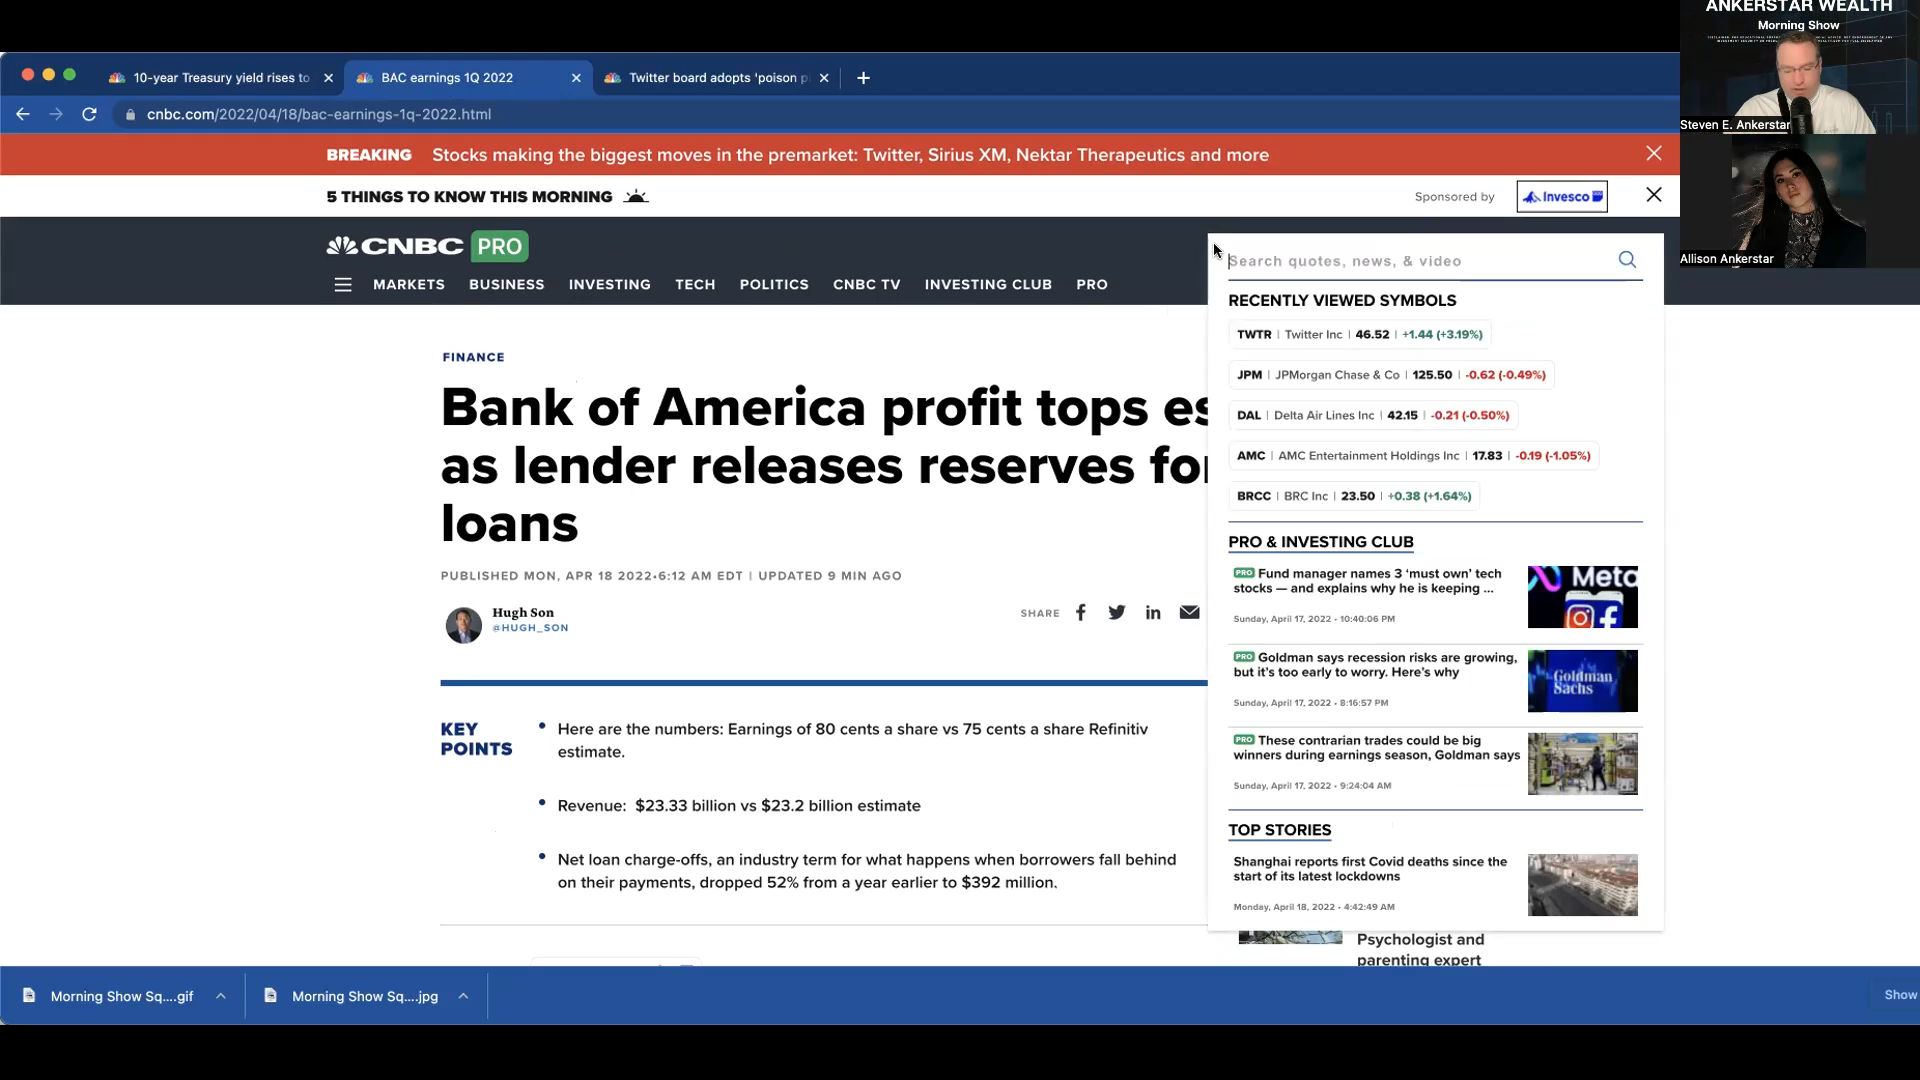 ANKERSTAR WEALTH
Morning Show
Steven E. Ankerstar
Allison Ankerstar
10-year Treasury yield rises to
BAC earnings 1Q 2022
Twitter board adopts 'poison p
cnbc.com/2022/04/18/bac-earnings-1q-2022.html
BREAKING Stocks making the biggest moves in the premarket: Twitter, Sirius XM, Nektar Therapeutics and more
5 THINGS TO KNOW THIS MORNING
Sponsored by
Invesco
CNBC PRO
MARKETS BUSINESS INVESTING TECH POLITICS CNBC TV INVESTING CLUB PRO
FINANCE
Bank of America profit tops es
as lender releases reserves for
loans
PUBLISHED MON, APR 18 2022•6:12 AM EDT | UPDATED 9 MIN AGO
Hugh Son
@HUGH_SON
SHARE
KEY
POINTS
Here are the numbers: Earnings of 80 cents a share vs 75 cents a share Refinitiv
estimate.
Revenue: $23.33 billion vs $23.2 billion estimate
Net loan charge-offs, an industry term for what happens when borrowers fall behind
on their payments, dropped 52% from a year earlier to $392 million.
Search quotes, news, & video
RECENTLY VIEWED SYMBOLS
TWTR | Twitter Inc | 46.52 | +1.44 (+3.19%)
JPM | JPMorgan Chase & Co | 125.50 | -0.62 (-0.49%)
DAL | Delta Air Lines Inc | 42.15 | -0.21 (-0.50%)
AMC | AMC Entertainment Holdings Inc | 17.83 | -0.19 (-1.05%)
BRCC | BRC Inc | 23.50 | +0.38 (+1.64%)
PRO & INVESTING CLUB
PRO Fund manager names 3 ‘must own’ tech
stocks — and explains why he is keeping ...
Sunday, April 17, 2022 • 10:40:06 PM
Meta
PRO Goldman says recession risks are growing,
but it’s too early to worry. Here’s why
Sunday, April 17, 2022 • 8:16:57 PM
Goldman
Sachs
PRO These contrarian trades could be big
winners during earnings season, Goldman says
Sunday, April 17, 2022 • 9:24:04 AM
TOP STORIES
Shanghai reports first Covid deaths since the
start of its latest lockdowns
Monday, April 18, 2022 • 4:42:49 AM
Psychologist and
parenting expert
Morning Show Sq....gif
Morning Show Sq....jpg
Show